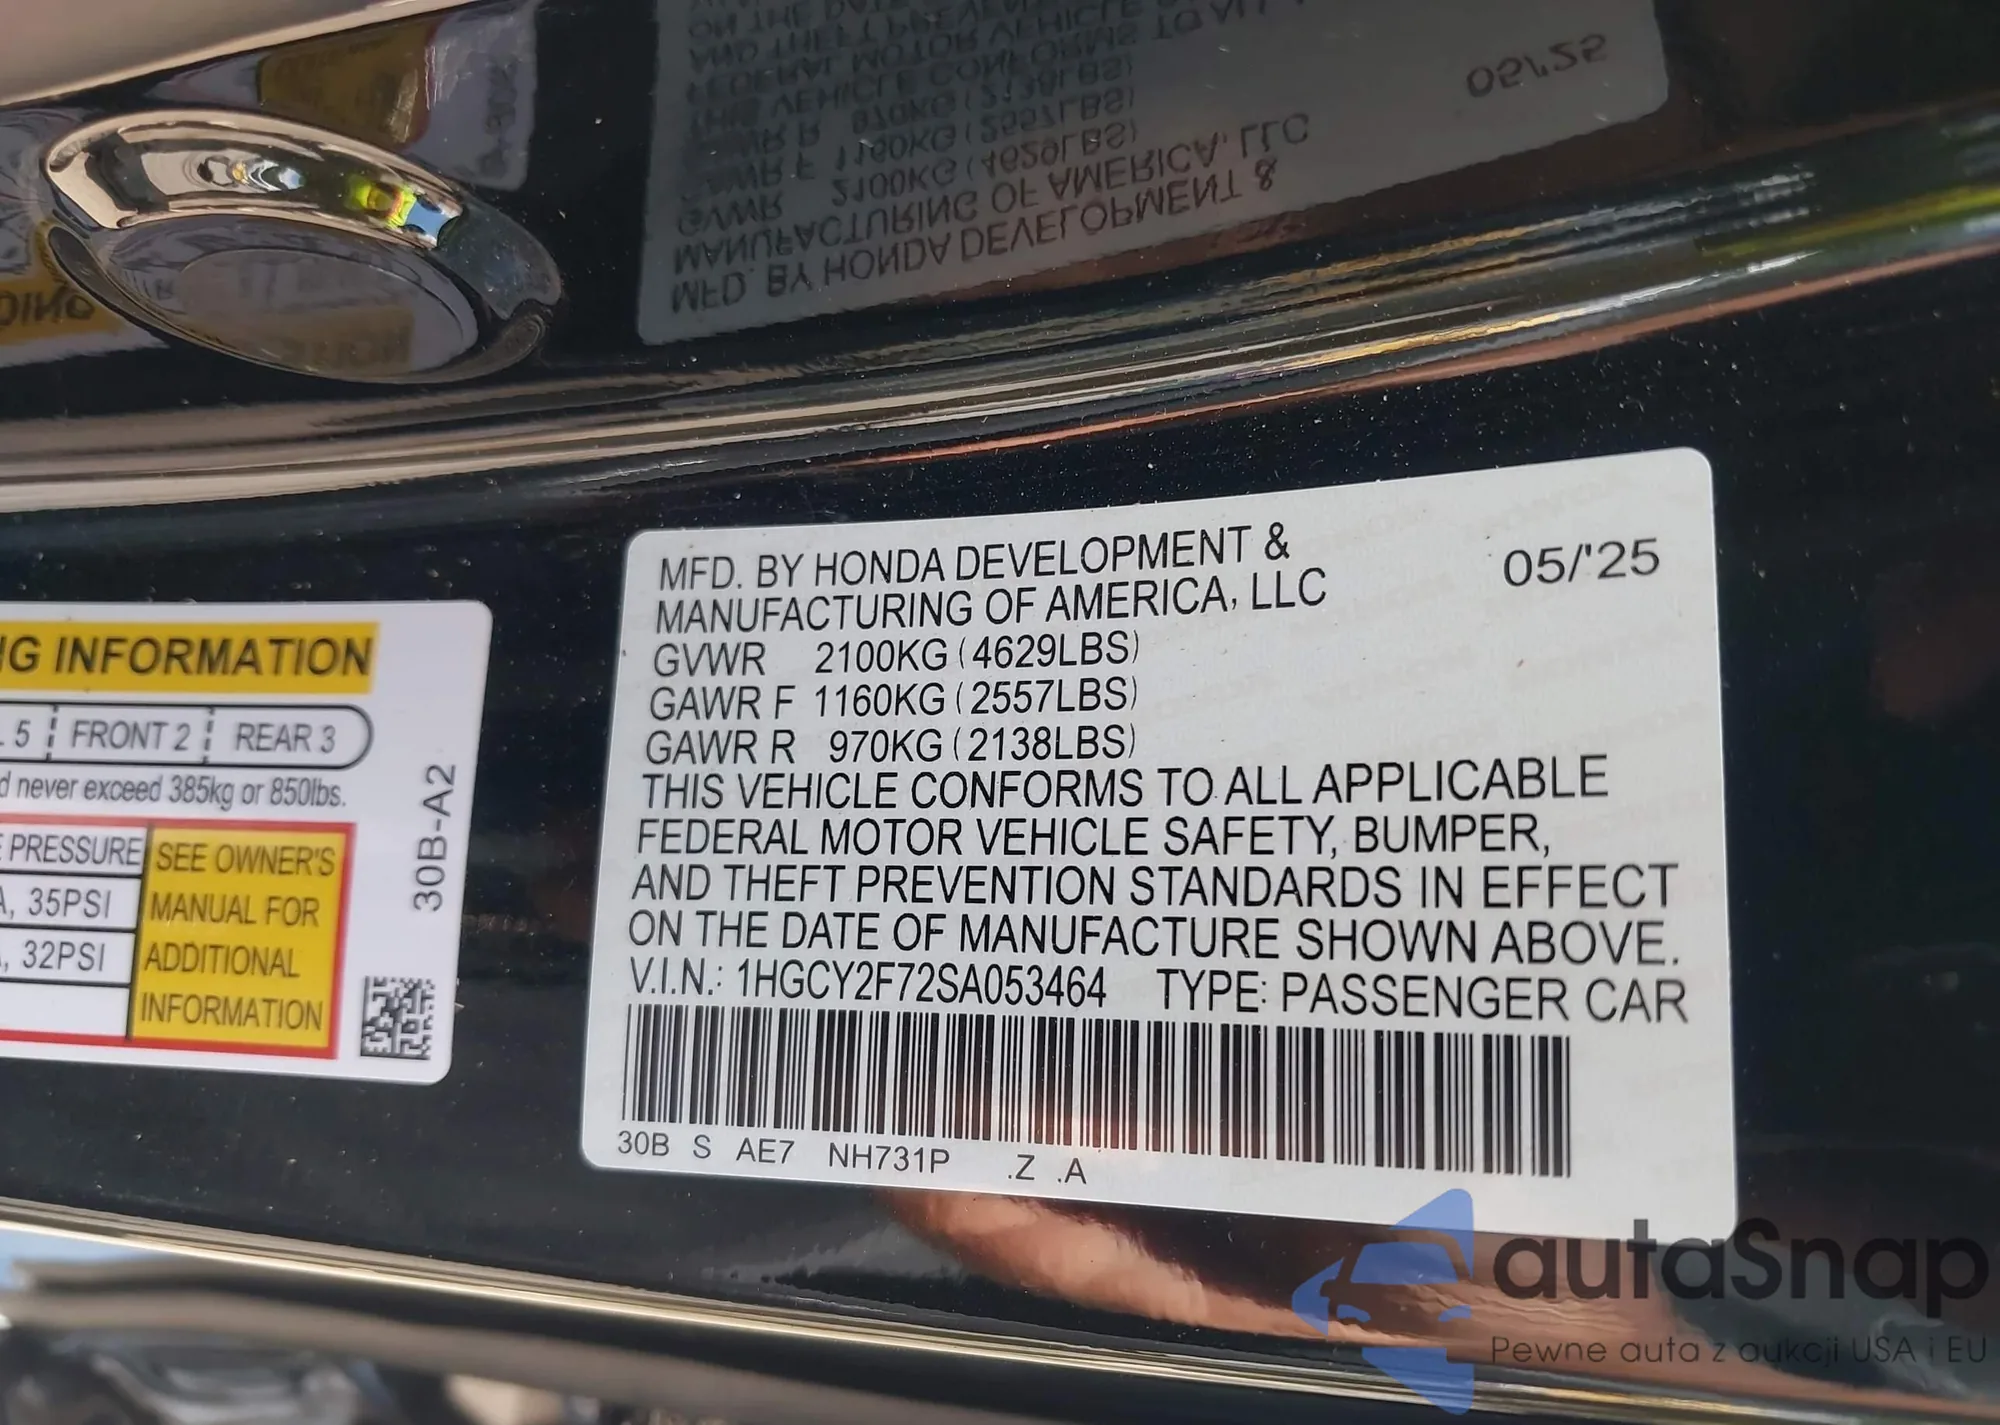 MFD. BY HONDA DEVELOPMENT &
MANUFACTURING OF AMERICA, LLC
05/'25
GVWR 2100KG (4629LBS)
GAWR F 1160KG (2557LBS)
GAWR R 970KG (2138LBS)
THIS VEHICLE CONFORMS TO ALL APPLICABLE
FEDERAL MOTOR VEHICLE SAFETY, BUMPER,
AND THEFT PREVENTION STANDARDS IN EFFECT
ON THE DATE OF MANUFACTURE SHOWN ABOVE.
V.I.N.: 1HGCY2F72SA053464 TYPE: PASSENGER CAR
30B S AE7 NH731P .Z .A
INFORMATION
5 FRONT 2 REAR 3
never exceed 385kg or 850lbs.
PRESSURE
35PSI
32PSI
SEE OWNER'S
MANUAL FOR
ADDITIONAL
INFORMATION
30B-A2
autaSnap
Pewne auta z aukcji USA i EU